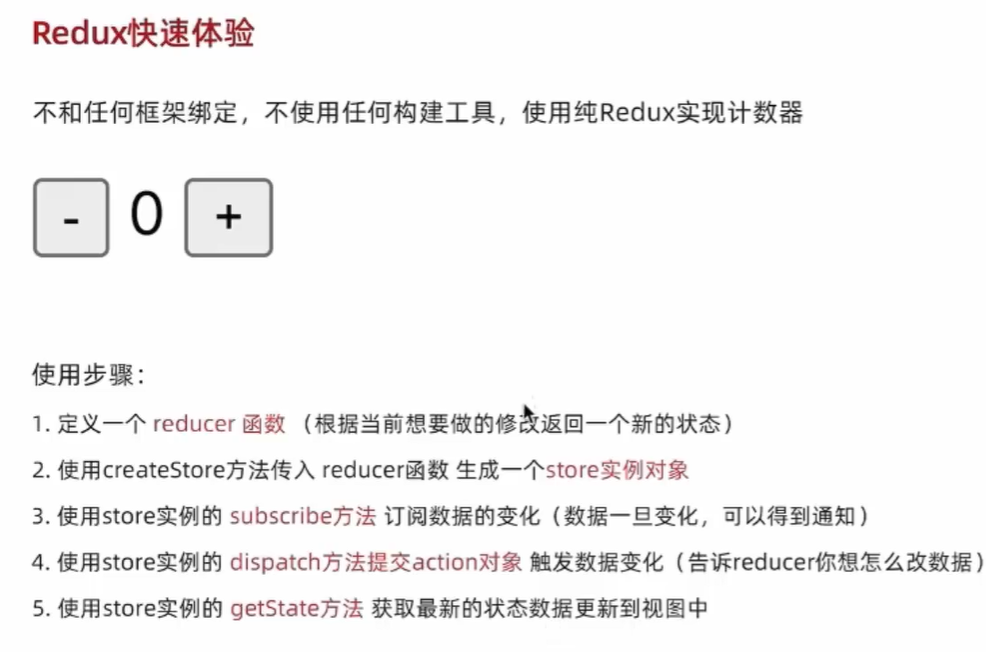 Redux快速体验
不和任何框架绑定，不使用任何构建工具，使用纯Redux实现计数器
- 0 +
使用步骤：
1. 定义一个 reducer 函数 （根据当前想要做的修改返回一个新的状态）
2. 使用createStore方法传入 reducer函数 生成一个store实例对象
3. 使用store实例的 subscribe方法 订阅数据的变化（数据一旦变化，可以得到通知）
4. 使用store实例的 dispatch方法提交action对象 触发数据变化（告诉reducer你想怎么改数据）
5. 使用store实例的 getState方法 获取最新的状态数据更新到视图中